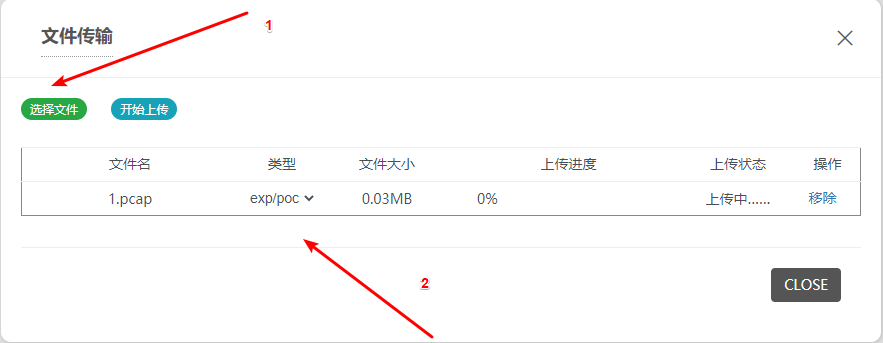 文件传输
1
选择文件 开始上传
文件名 类型 文件大小 上传进度 上传状态 操作
1.pcap exp/poc 0.03MB 0% 上传中...... 移除
2
CLOSE